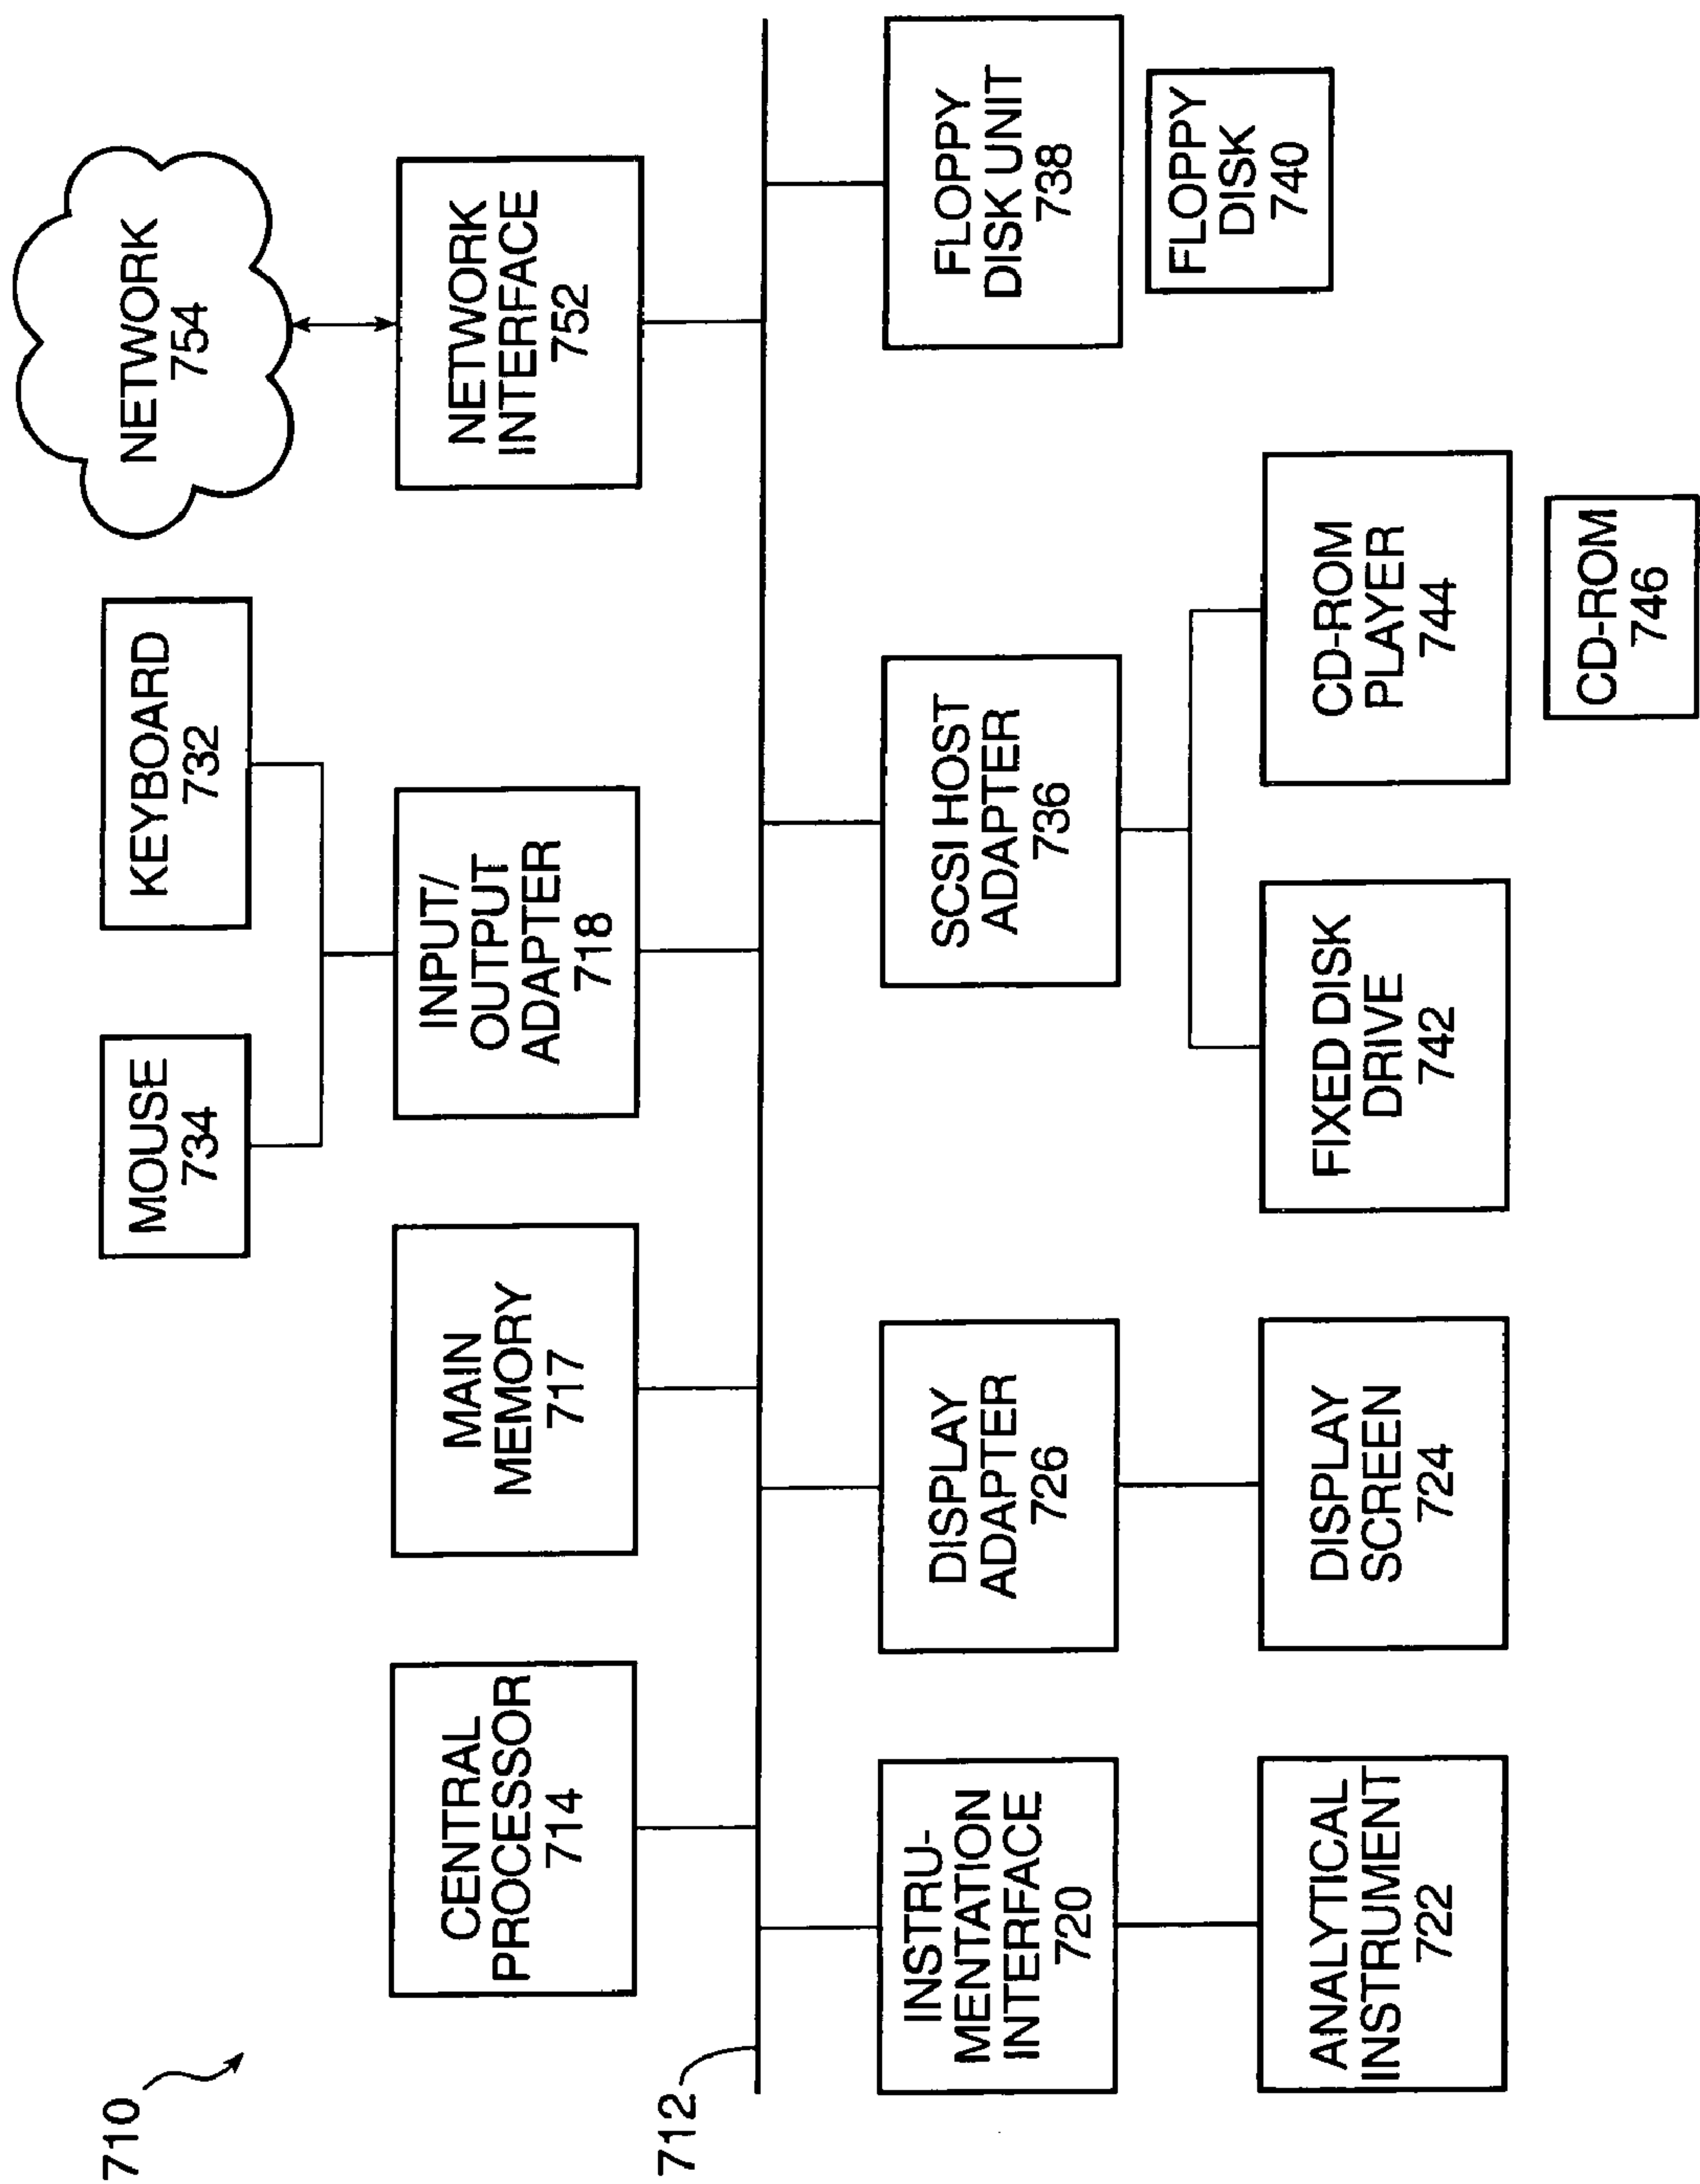 710
MOUSE
734
KEYBOARD
732
NETWORK
754
CENTRAL
PROCESSOR
714
MAIN
MEMORY
717
INPUT/
OUTPUT
ADAPTER
718
NETWORK
INTERFACE
752
712
INSTRU-
MENTATION
INTERFACE
720
DISPLAY
ADAPTER
726
SCSI HOST
ADAPTER
736
FLOPPY
DISK UNIT
738
FLOPPY
DISK
740
ANALYTICAL
INSTRUMENT
722
DISPLAY
SCREEN
724
FIXED DISK
DRIVE
742
CD-ROM
PLAYER
744
CD-ROM
746